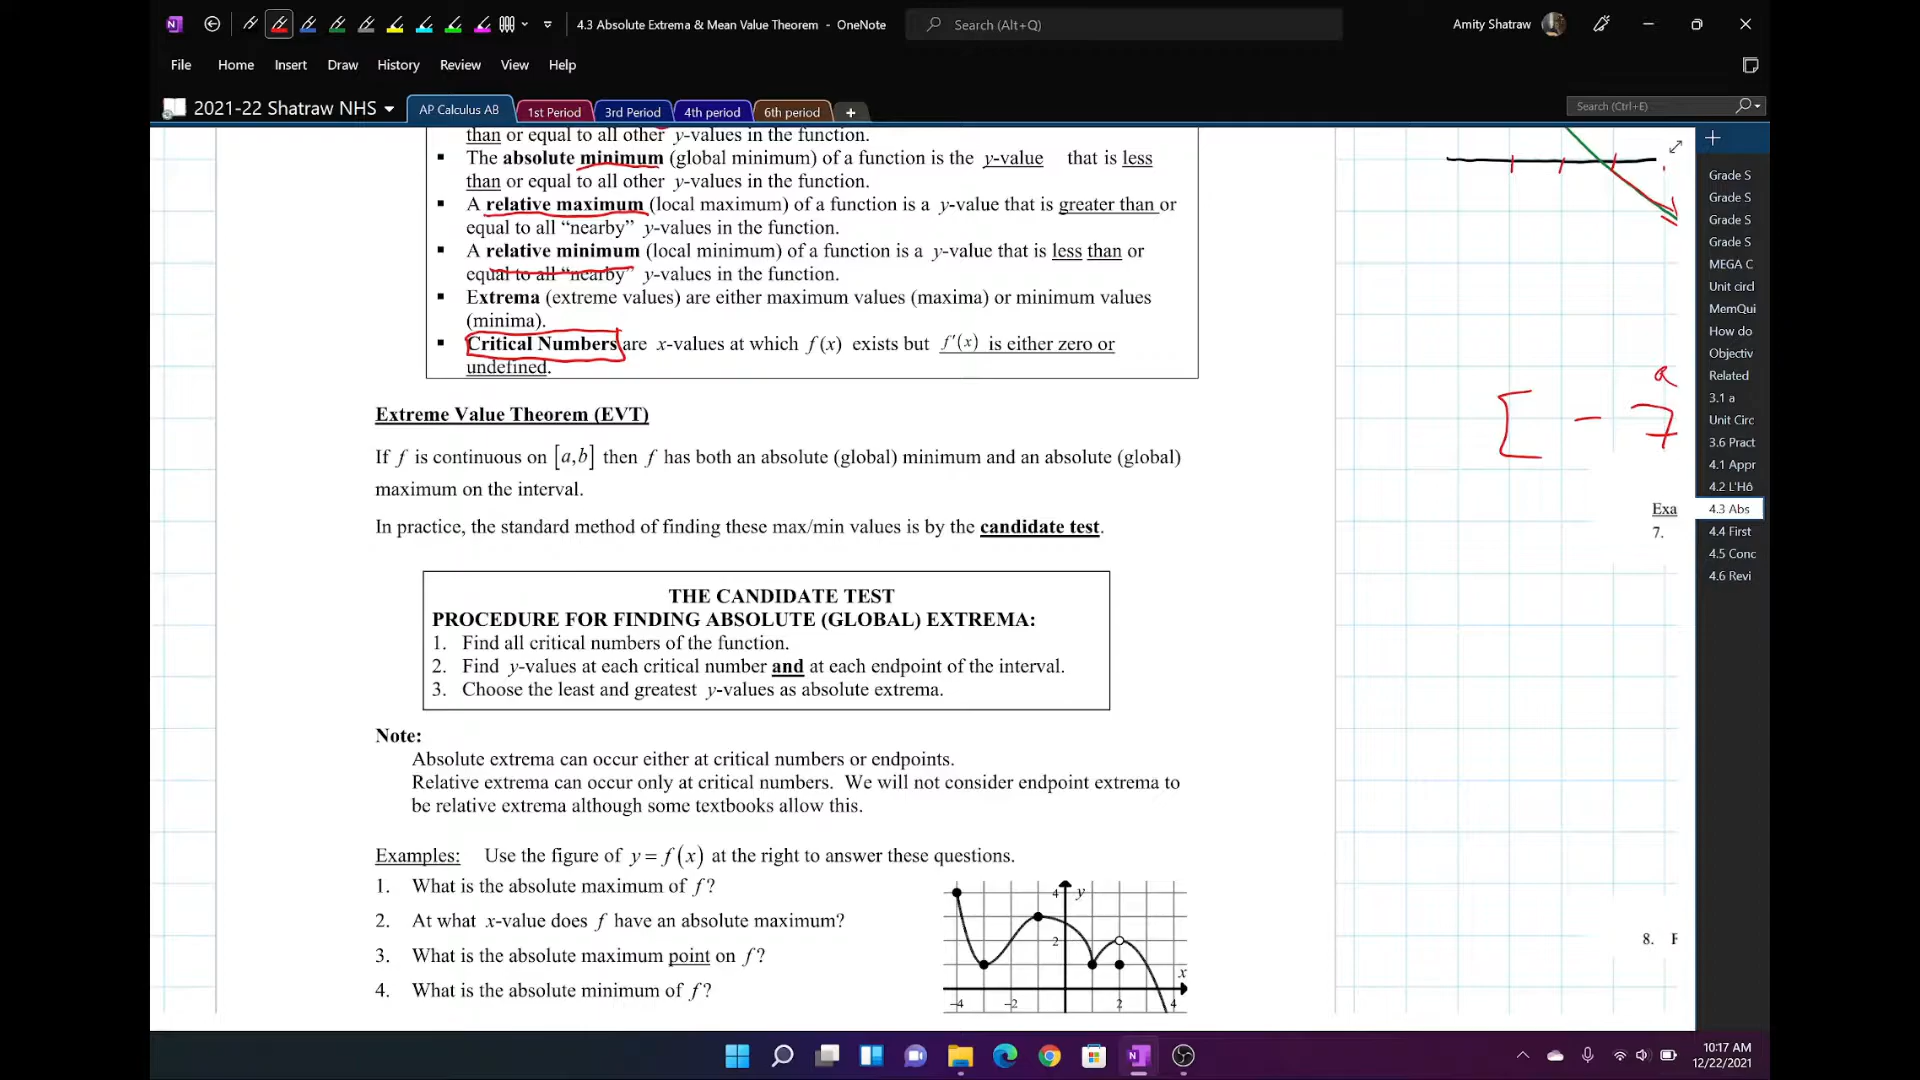 4.3 Absolute Extrema & Mean Value Theorem - OneNote
Search (Alt+Q)
Amity Shatraw
File Home Insert Draw History Review View Help
2021-22 Shatraw NHS
AP Calculus AB
1st Period
3rd Period
4th period
6th period
Search (Ctrl+E)
than or equal to all other y-values in the function.
▪ The absolute minimum (global minimum) of a function is the y-value that is less
than or equal to all other y-values in the function.
▪ A relative maximum (local maximum) of a function is a y-value that is greater than or
equal to all “nearby” y-values in the function.
▪ A relative minimum (local minimum) of a function is a y-value that is less than or
equal to all “nearby” y-values in the function.
▪ Extrema (extreme values) are either maximum values (maxima) or minimum values
(minima).
▪ Critical Numbers are x-values at which f(x) exists but f′(x) is either zero or
undefined.
Extreme Value Theorem (EVT)
If f is continuous on [a,b] then f has both an absolute (global) minimum and an absolute (global)
maximum on the interval.
In practice, the standard method of finding these max/min values is by the candidate test.
THE CANDIDATE TEST
PROCEDURE FOR FINDING ABSOLUTE (GLOBAL) EXTREMA:
1. Find all critical numbers of the function.
2. Find y-values at each critical number and at each endpoint of the interval.
3. Choose the least and greatest y-values as absolute extrema.
Note:
Absolute extrema can occur either at critical numbers or endpoints.
Relative extrema can occur only at critical numbers. We will not consider endpoint extrema to
be relative extrema although some textbooks allow this.
Examples: Use the figure of y = f(x) at the right to answer these questions.
1. What is the absolute maximum of f?
2. At what x-value does f have an absolute maximum?
3. What is the absolute maximum point on f?
4. What is the absolute minimum of f?
4 y
2
x
-4 -2 2 4
a
[ - 7
Exa
7.
8. F
Grade S
Grade S
Grade S
Grade S
MEGA C
Unit circl
MemQui
How do
Objectiv
Related
3.1 a
Unit Circ
3.6 Pract
4.1 Appr
4.2 L'Hô
4.3 Abs
4.4 First
4.5 Conc
4.6 Revi
10:17 AM
12/22/2021